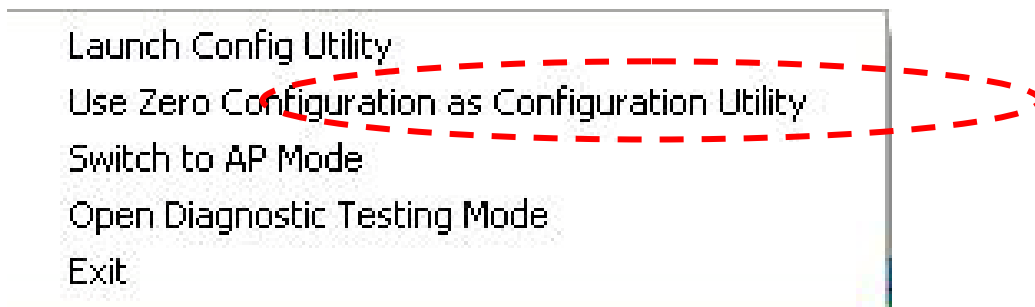 Launch Config Utility
Use Zero Configuration as Configuration Utility
Switch to AP Mode
Open Diagnostic Testing Mode
Exit